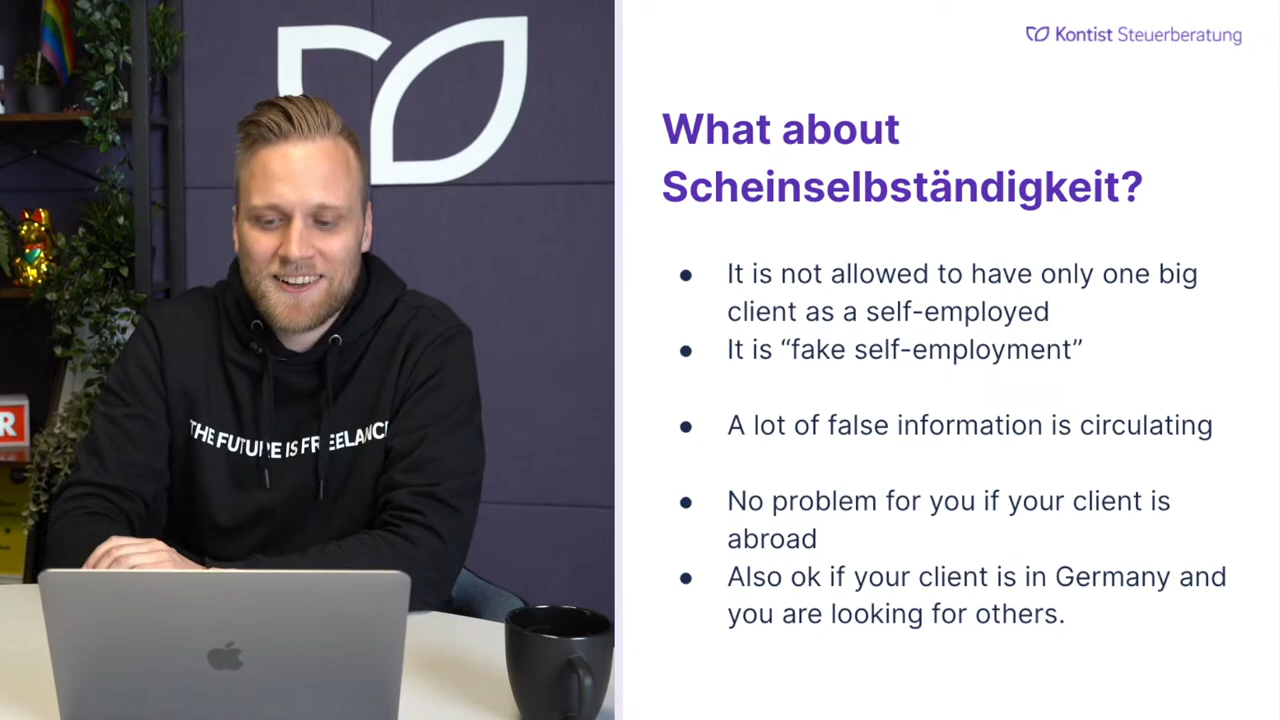 Kontist Steuerberatung
What about
Scheinselbständigkeit?
● It is not allowed to have only one big
client as a self-employed
● It is “fake self-employment”
● A lot of false information is circulating
● No problem for you if your client is
abroad
● Also ok if your client is in Germany and
you are looking for others.
THE FUTURE IS FREELANCE
R